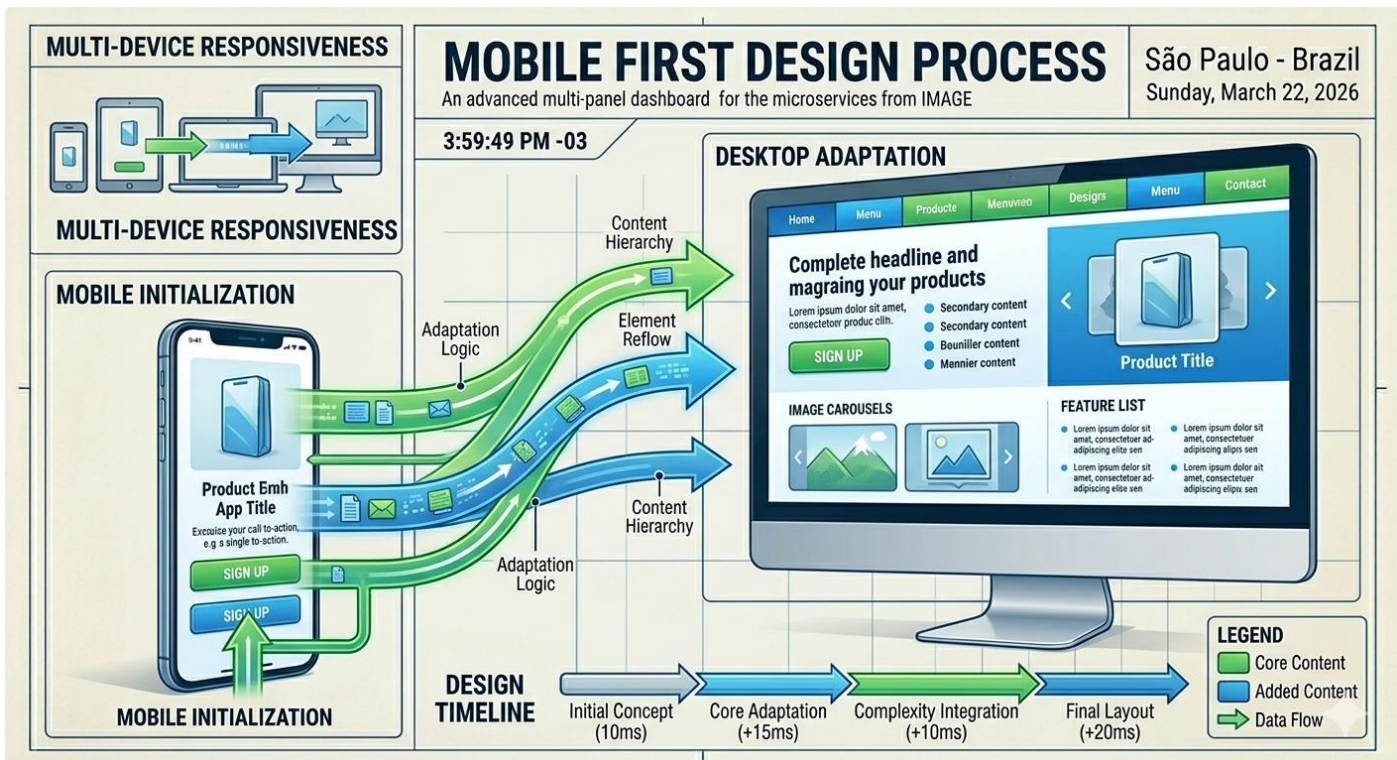 MULTI-DEVICE RESPONSIVENESS
MULTI-DEVICE RESPONSIVENESS
MOBILE FIRST DESIGN PROCESS
An advanced multi-panel dashboard for the microservices from IMAGE
São Paulo - Brazil
Sunday, March 22, 2026
3:59:49 PM -03
MOBILE INITIALIZATION
9:41
Product Emh
App Title
Execuice your call to-action,
e.g s single to-action.
SIGN UP
SIGN UP
MOBILE INITIALIZATION
Adaptation
Logic
Content
Hierarchy
Element
Reflow
Adaptation
Logic
Content
Hierarchy
DESKTOP ADAPTATION
Home
Menu
Producte
Menuvreo
Designs
Menu
Contact
Complete headline and
magraing your products
Lorem ipsum dolor sit amet,
consectetoer produc clih.
SIGN UP
Secondary content
Secondary content
Bouniller content
Mennier content
Product Title
IMAGE CAROUSELS
FEATURE LIST
Lorem ipsum dolor sit
amet, consectetuer ad-
adipiscing elite sen
Lorem ipsum dolor sit
amet, consectetuer
adipiscing aliprs sen
Lorem ipsum delor sit
amet, consectetoer ad-
adipiscing elise sen
Lorem ipsum dolor ait
amet, consectetuer
adipiscing elipix sen
DESIGN
TIMELINE
Initial Concept
(10ms)
Core Adaptation
(+15ms)
Complexity Integration
(+10ms)
Final Layout
(+20ms)
LEGEND
Core Content
Added Content
Data Flow